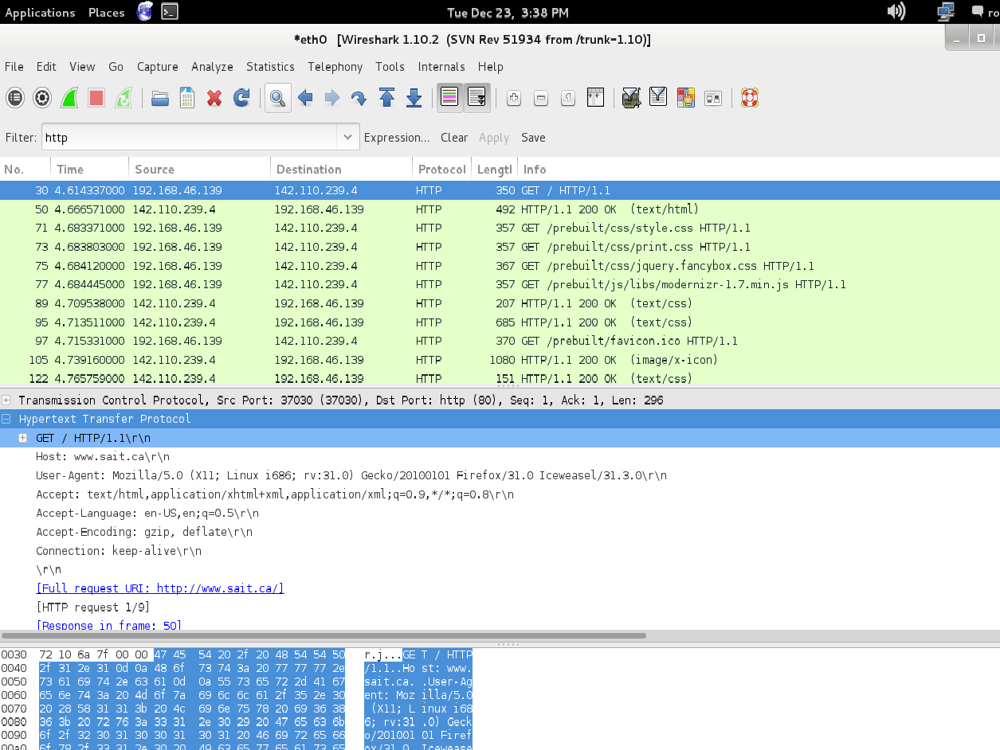 Applications Places Tue Dec 23, 3:38 PM ro
*eth0 [Wireshark 1.10.2 (SVN Rev 51934 from /trunk-1.10)]
File Edit View Go Capture Analyze Statistics Telephony Tools Internals Help
Filter: http Expression... Clear Apply Save
No. Time Source Destination Protocol Lengtl Info
30 4.614337000 192.168.46.139 142.110.239.4 HTTP 350 GET / HTTP/1.1
50 4.666571000 142.110.239.4 192.168.46.139 HTTP 492 HTTP/1.1 200 OK (text/html)
71 4.683371000 192.168.46.139 142.110.239.4 HTTP 357 GET /prebuilt/css/style.css HTTP/1.1
73 4.683803000 192.168.46.139 142.110.239.4 HTTP 357 GET /prebuilt/css/print.css HTTP/1.1
75 4.684120000 192.168.46.139 142.110.239.4 HTTP 367 GET /prebuilt/css/jquery.fancybox.css HTTP/1.1
77 4.684445000 192.168.46.139 142.110.239.4 HTTP 357 GET /prebuilt/js/libs/modernizr-1.7.min.js HTTP/1.1
89 4.709538000 142.110.239.4 192.168.46.139 HTTP 207 HTTP/1.1 200 OK (text/css)
95 4.713511000 142.110.239.4 192.168.46.139 HTTP 685 HTTP/1.1 200 OK (text/css)
97 4.715331000 192.168.46.139 142.110.239.4 HTTP 370 GET /prebuilt/favicon.ico HTTP/1.1
105 4.739160000 142.110.239.4 192.168.46.139 HTTP 1080 HTTP/1.1 200 OK (image/x-icon)
122 4.765759000 142.110.239.4 192.168.46.139 HTTP 151 HTTP/1.1 200 OK (text/css)
Transmission Control Protocol, Src Port: 37030 (37030), Dst Port: http (80), Seq: 1, Ack: 1, Len: 296
Hypertext Transfer Protocol
GET / HTTP/1.1\r\n
Host: www.sait.ca\r\n
User-Agent: Mozilla/5.0 (X11; Linux i686; rv:31.0) Gecko/20100101 Firefox/31.0 Iceweasel/31.3.0\r\n
Accept: text/html,application/xhtml+xml,application/xml;q=0.9,*/*;q=0.8\r\n
Accept-Language: en-US,en;q=0.5\r\n
Accept-Encoding: gzip, deflate\r\n
Connection: keep-alive\r\n
\r\n
[Full request URI: http://www.sait.ca/]
[HTTP request 1/9]
[Response in frame: 50]
0030 72 10 6a 7f 00 00 47 45 54 20 2f 20 48 54 54 50 r.j...GE T / HTTP
0040 2f 31 2e 31 0d 0a 48 6f 73 74 3a 20 77 77 77 2e /1.1..Ho st: www.
0050 73 61 69 74 2e 63 61 0d 0a 55 73 65 72 2d 41 67 sait.ca. .User-Ag
0060 65 6e 74 3a 20 4d 6f 7a 69 6c 6c 61 2f 35 2e 30 ent: Moz illa/5.0
0070 20 28 58 31 31 3b 20 4c 69 6e 75 78 20 69 36 38 (X11; L inux i68
0080 36 3b 20 72 76 3a 33 31 2e 30 29 20 47 65 63 6b 6; rv:31 .0) Geck
0090 6f 2f 32 30 31 30 30 31 30 31 20 46 69 72 65 66 o/201001 01 Firef
00a0 6f 78 2f 33 31 2e 30 20 49 63 65 77 65 61 73 65 ox/31.0 Icewease